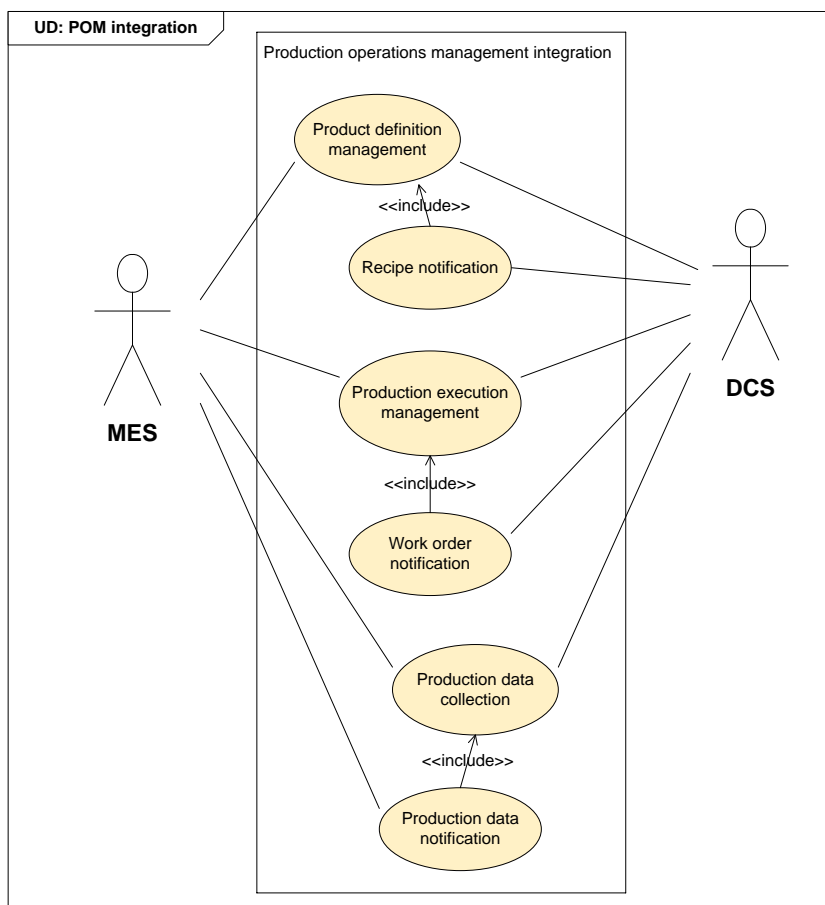 UD: POM integration
Production operations management integration
Product definition
management
<<include>>
Recipe notification
MES
DCS
Production execution
management
<<include>>
Work order
notification
Production data
collection
<<include>>
Production data
notification